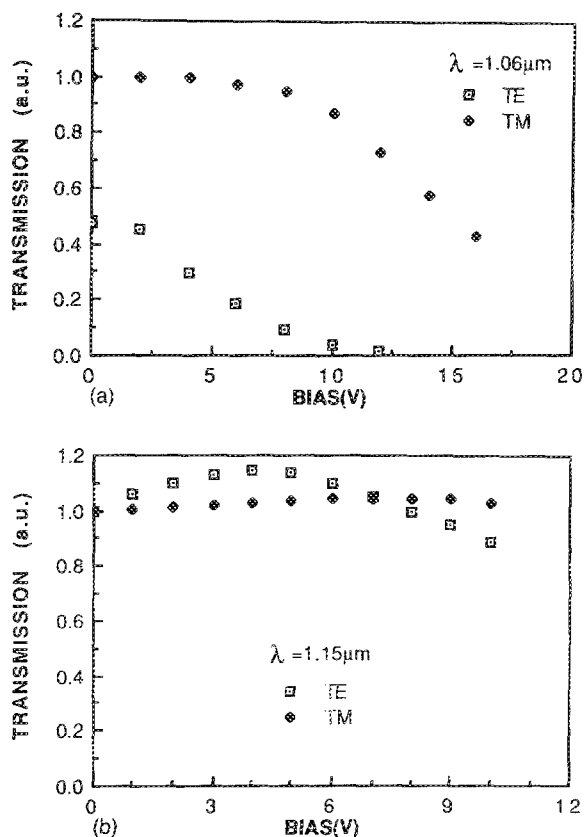 1.2
1.0
0.8
0.6
0.4
0.2
0.0
TRANSMISSION (a.u.)
λ =1.06μm
TE
TM
0 5 10 15 20
(a) BIAS(V)
1.2
1.0
0.8
0.6
0.4
0.2
0.0
TRANSMISSION (a.u.)
λ =1.15μm
TE
TM
0 3 6 9 12
(b) BIAS(V)